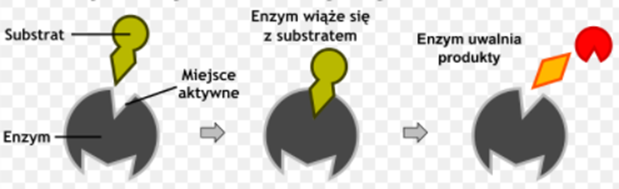 Substrat
Miejsce
aktywne
Enzym
Enzym wiąże się
z substratem
Enzym uwalnia
produkty